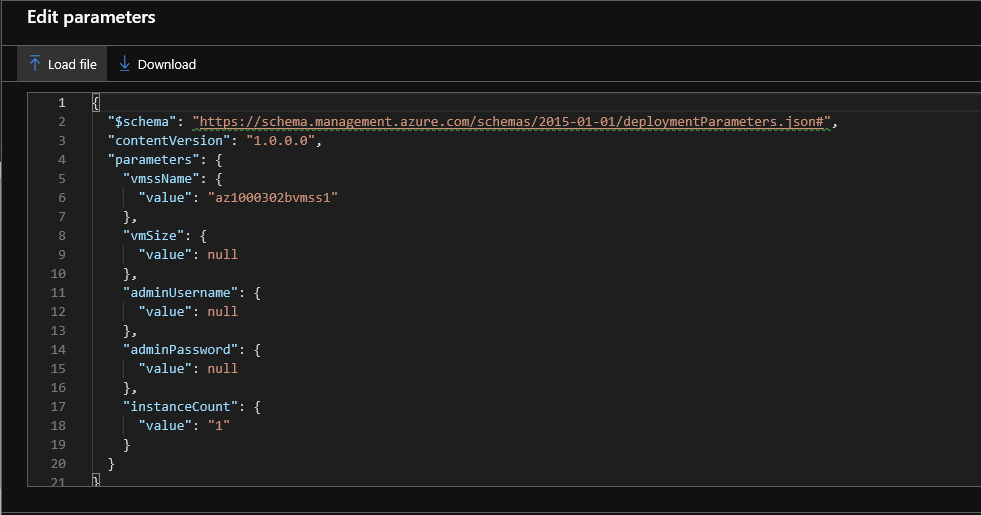 Edit parameters
Load file Download
1 {
2 "$schema": "https://schema.management.azure.com/schemas/2015-01-01/deploymentParameters.json#",
3 "contentVersion": "1.0.0.0",
4 "parameters": {
5 "vmssName": {
6 "value": "az1000302bvmss1"
7 },
8 "vmSize": {
9 "value": null
10 },
11 "adminUsername": {
12 "value": null
13 },
14 "adminPassword": {
15 "value": null
16 },
17 "instanceCount": {
18 "value": "1"
19 }
20 }
21 }